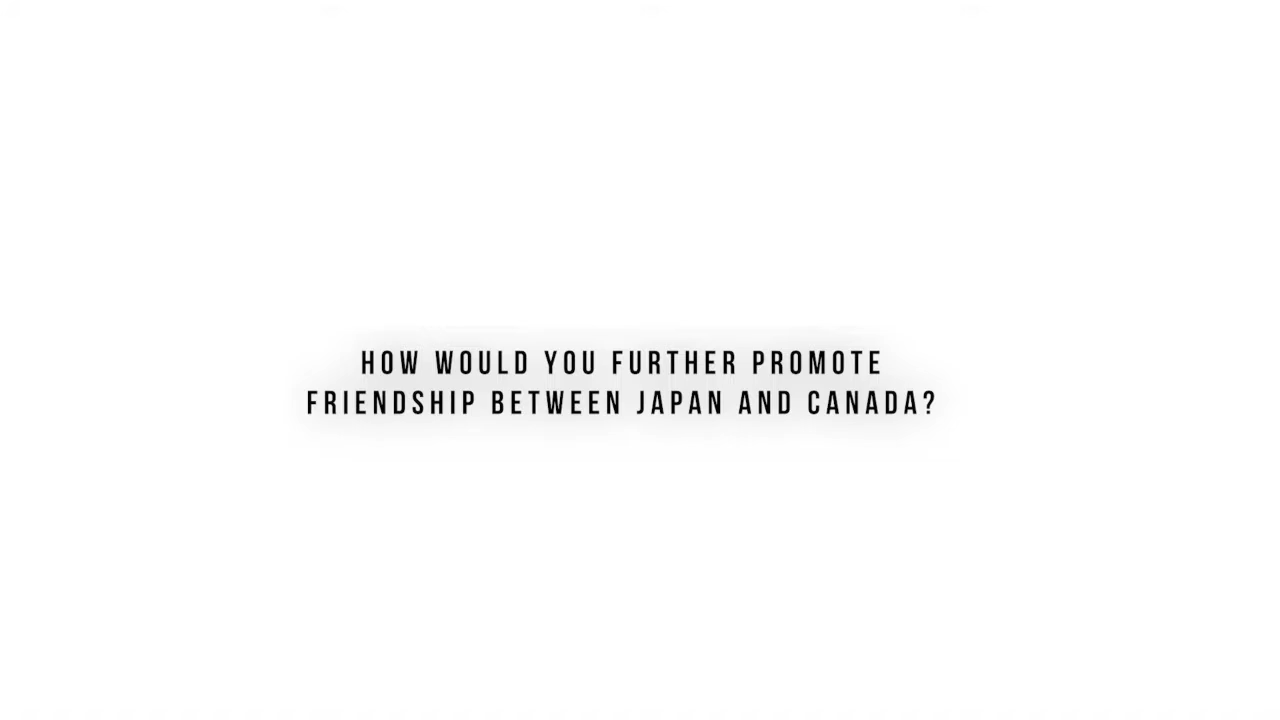 HOW WOULD YOU FURTHER PROMOTE
FRIENDSHIP BETWEEN JAPAN AND CANADA?